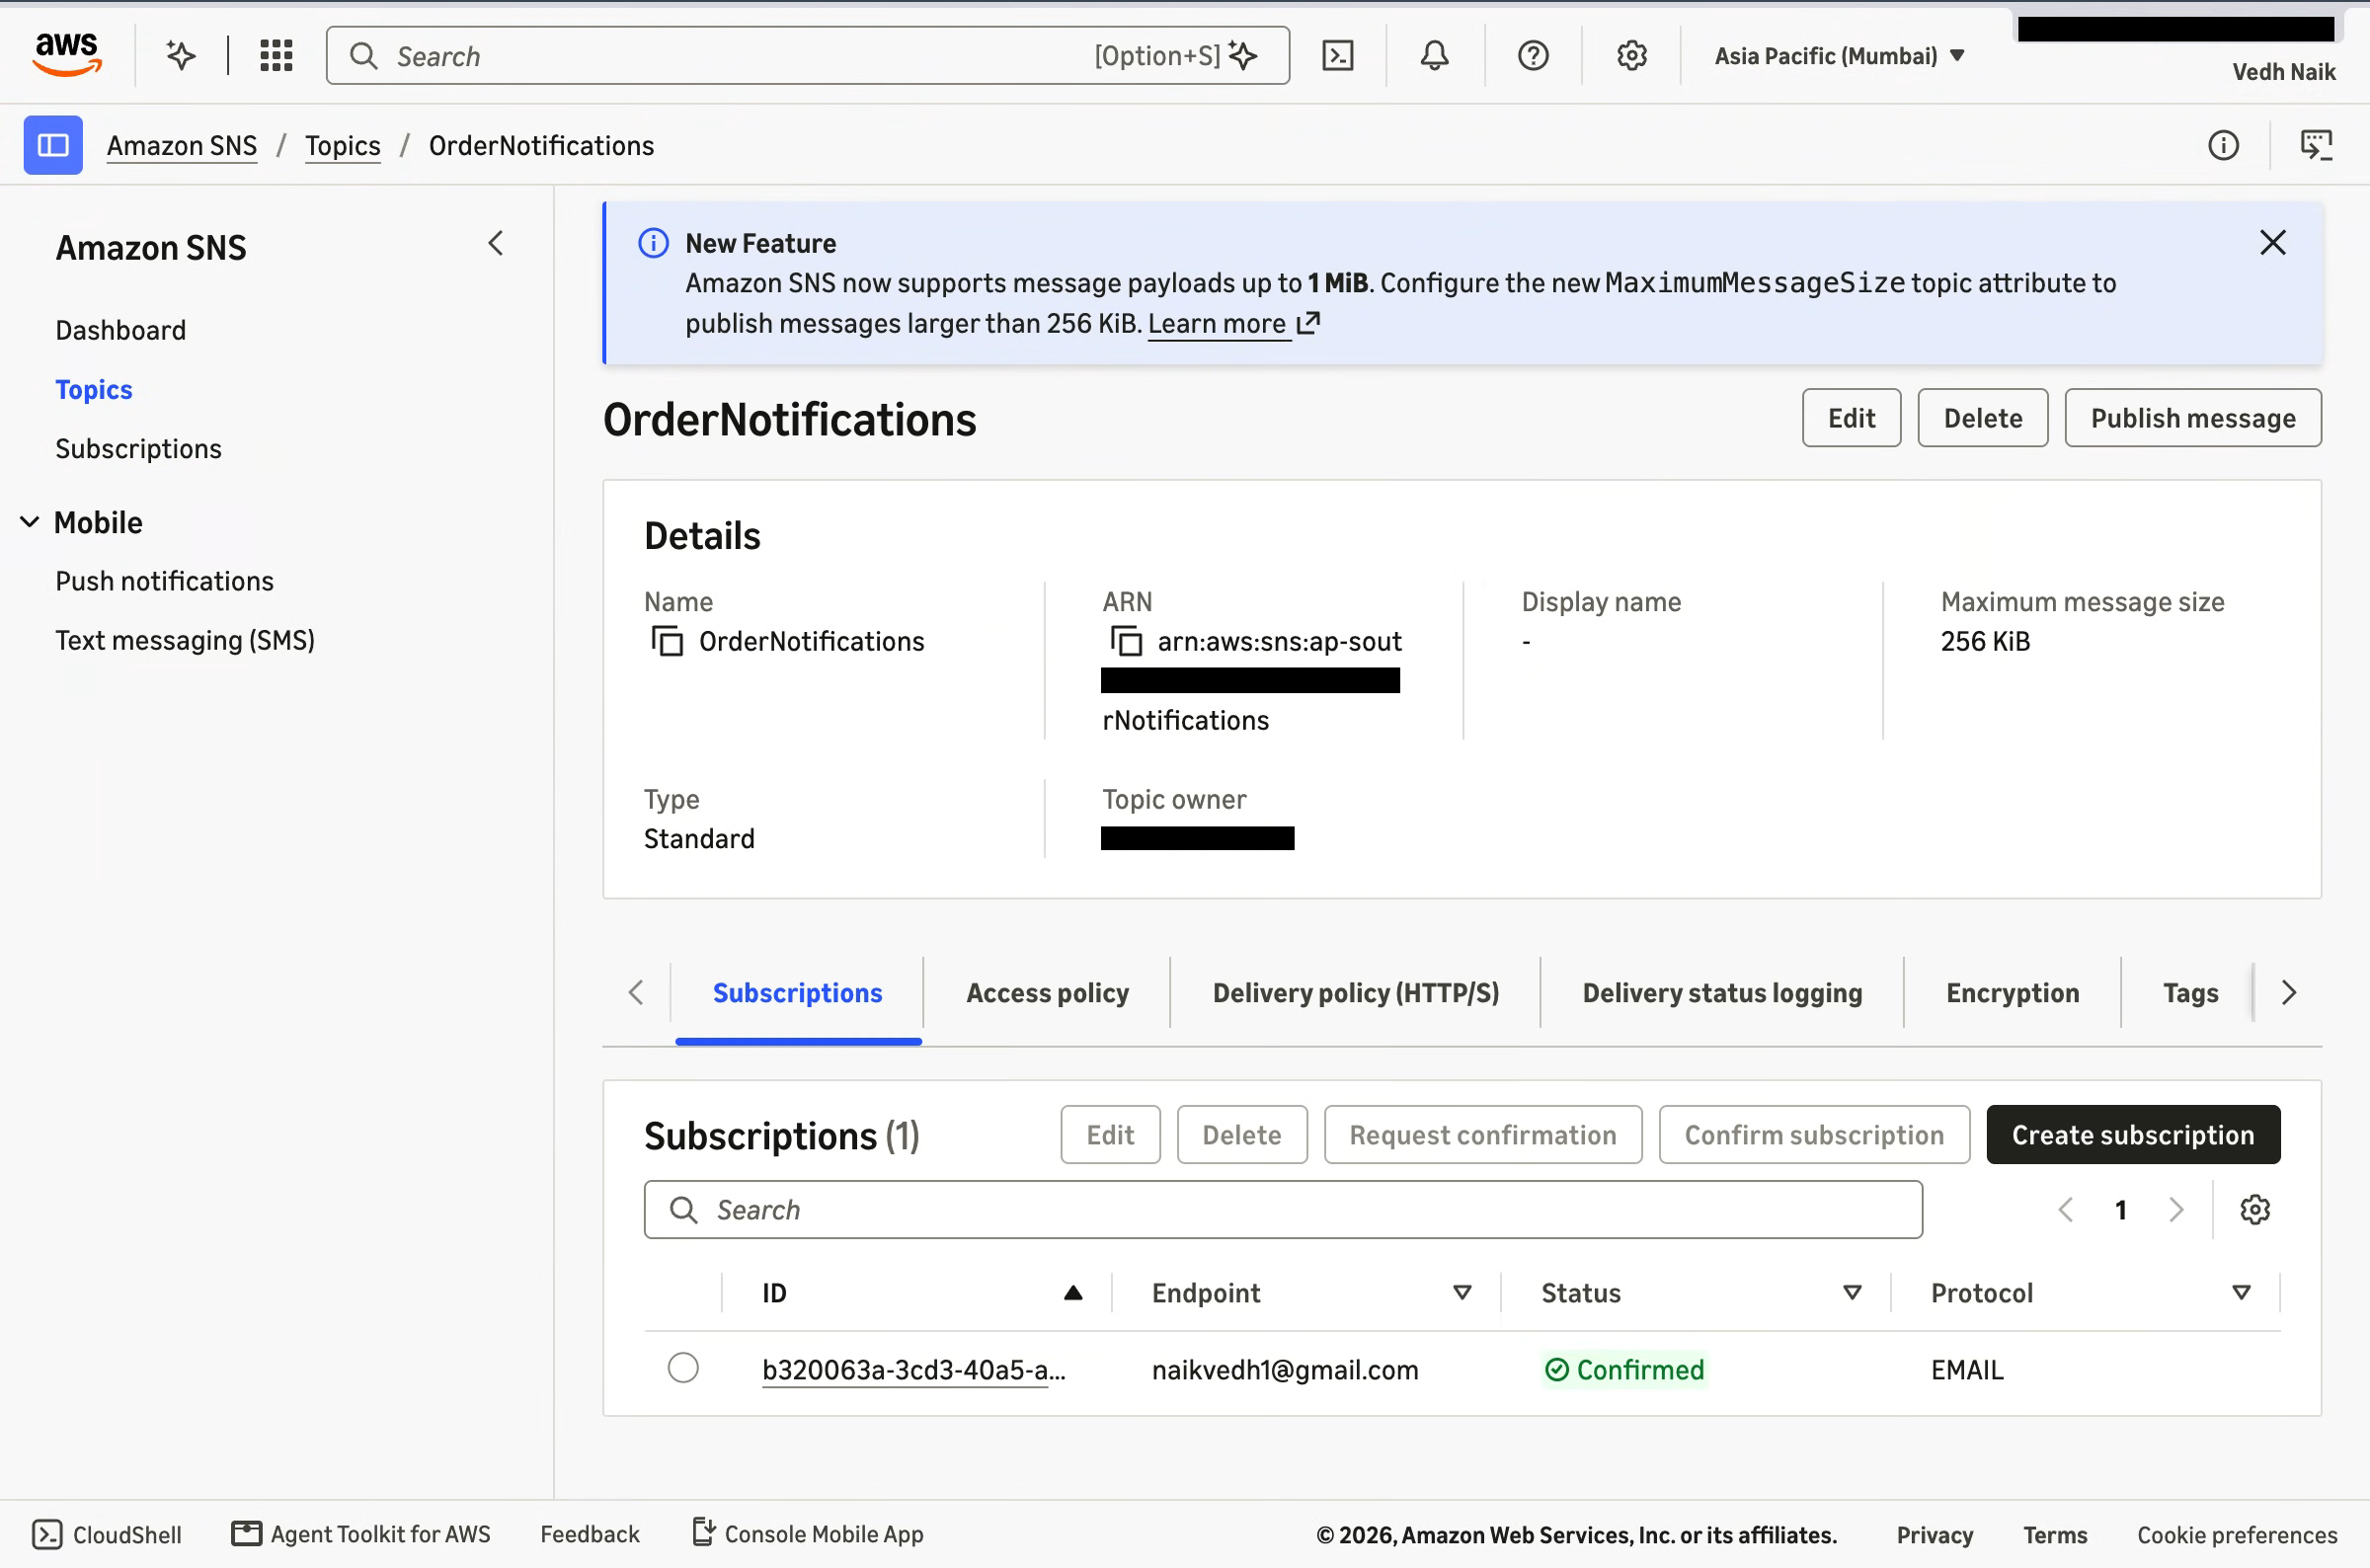 aws
Search [Option+S]
Asia Pacific (Mumbai)
Vedh Naik
Amazon SNS / Topics / OrderNotifications
Amazon SNS
Dashboard
Topics
Subscriptions
Mobile
Push notifications
Text messaging (SMS)
New Feature
Amazon SNS now supports message payloads up to 1 MiB. Configure the new MaximumMessageSize topic attribute to
publish messages larger than 256 KiB. Learn more
OrderNotifications
Edit Delete Publish message
Details
Name
OrderNotifications
ARN
arn:aws:sns:ap-sout
rNotifications
Display name
-
Maximum message size
256 KiB
Type
Standard
Topic owner
Subscriptions Access policy Delivery policy (HTTP/S) Delivery status logging Encryption Tags
Subscriptions (1)
Edit Delete Request confirmation Confirm subscription Create subscription
Search
1
ID Endpoint Status Protocol
b320063a-3cd3-40a5-a... naikvedh1@gmail.com Confirmed EMAIL
CloudShell Agent Toolkit for AWS Feedback Console Mobile App © 2026, Amazon Web Services, Inc. or its affiliates. Privacy Terms Cookie preferences